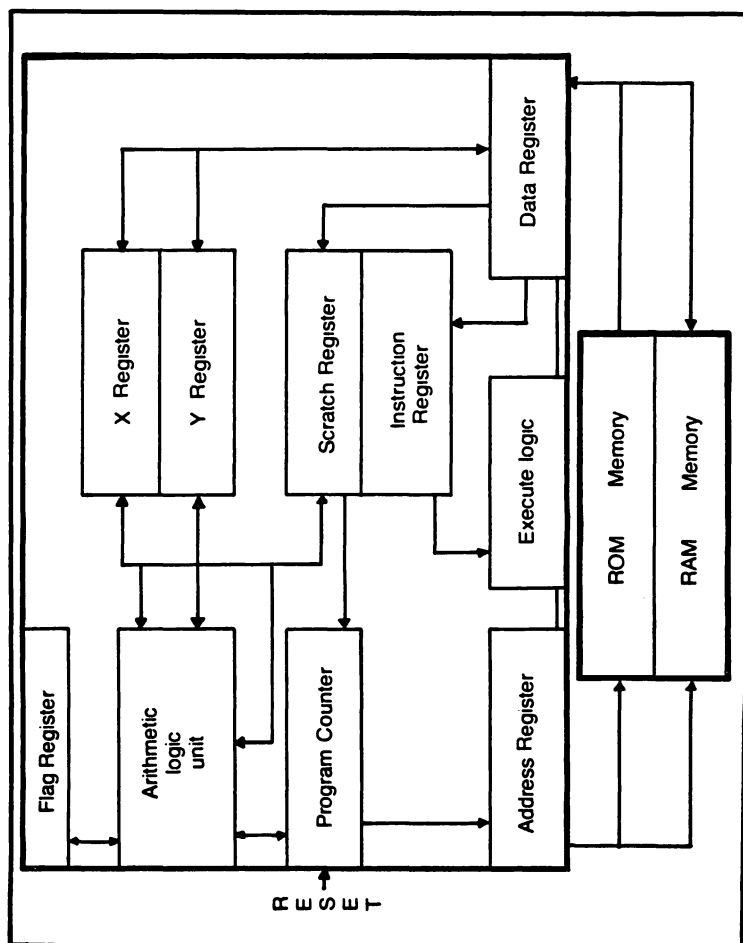 Flag Register
Arithmetic
logic
unit
Program Counter
Address Register
X Register
Y Register
Scratch Register
Instruction
Register
Execute logic
Data Register
ROM Memory
RAM Memory
RESET